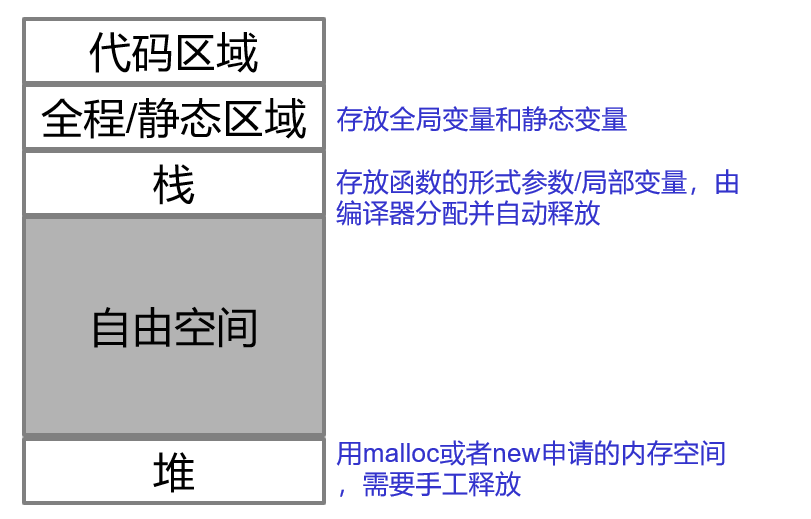 代码区域
全程/静态区域
存放全局变量和静态变量
栈
存放函数的形式参数/局部变量，由
编译器分配并自动释放
自由空间
堆
用malloc或者new申请的内存空间
，需要手工释放